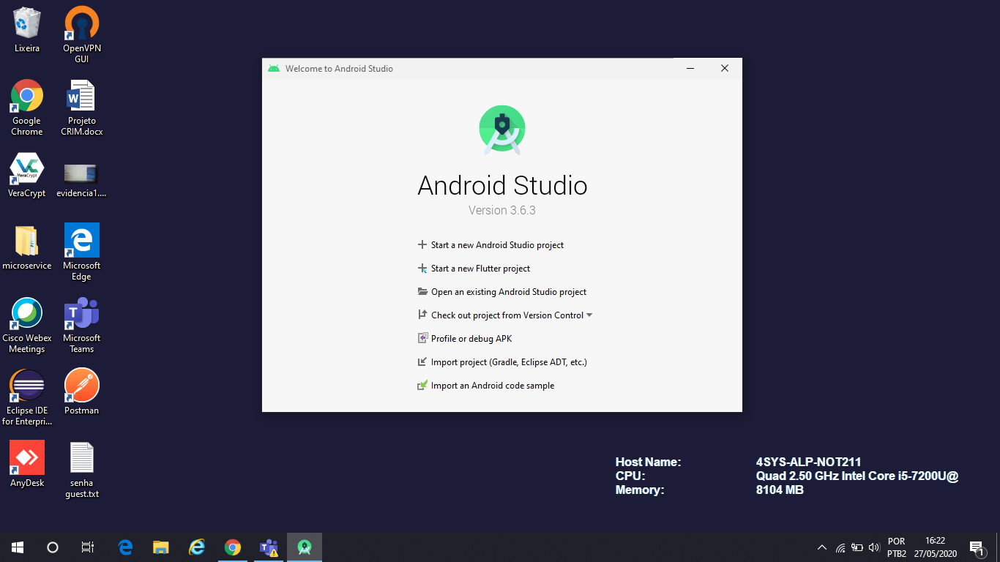 Lixeira
OpenVPN
GUI
Google
Chrome
Projeto
CRIM.docx
VeraCrypt
VeraCrypt
evidencia1....
microservice
Microsoft
Edge
Cisco Webex
Meetings
Microsoft
Teams
Eclipse IDE
for Enterpri...
Postman
AnyDesk
senha
guest.txt
Welcome to Android Studio
Android Studio
Version 3.6.3
Start a new Android Studio project
Start a new Flutter project
Open an existing Android Studio project
Check out project from Version Control
Profile or debug APK
Import project (Gradle, Eclipse ADT, etc.)
Import an Android code sample
Host Name: 4SYS-ALP-NOT211
CPU: Quad 2.50 GHz Intel Core i5-7200U@
Memory: 8104 MB
POR
PTB2
16:22
27/05/2020
1